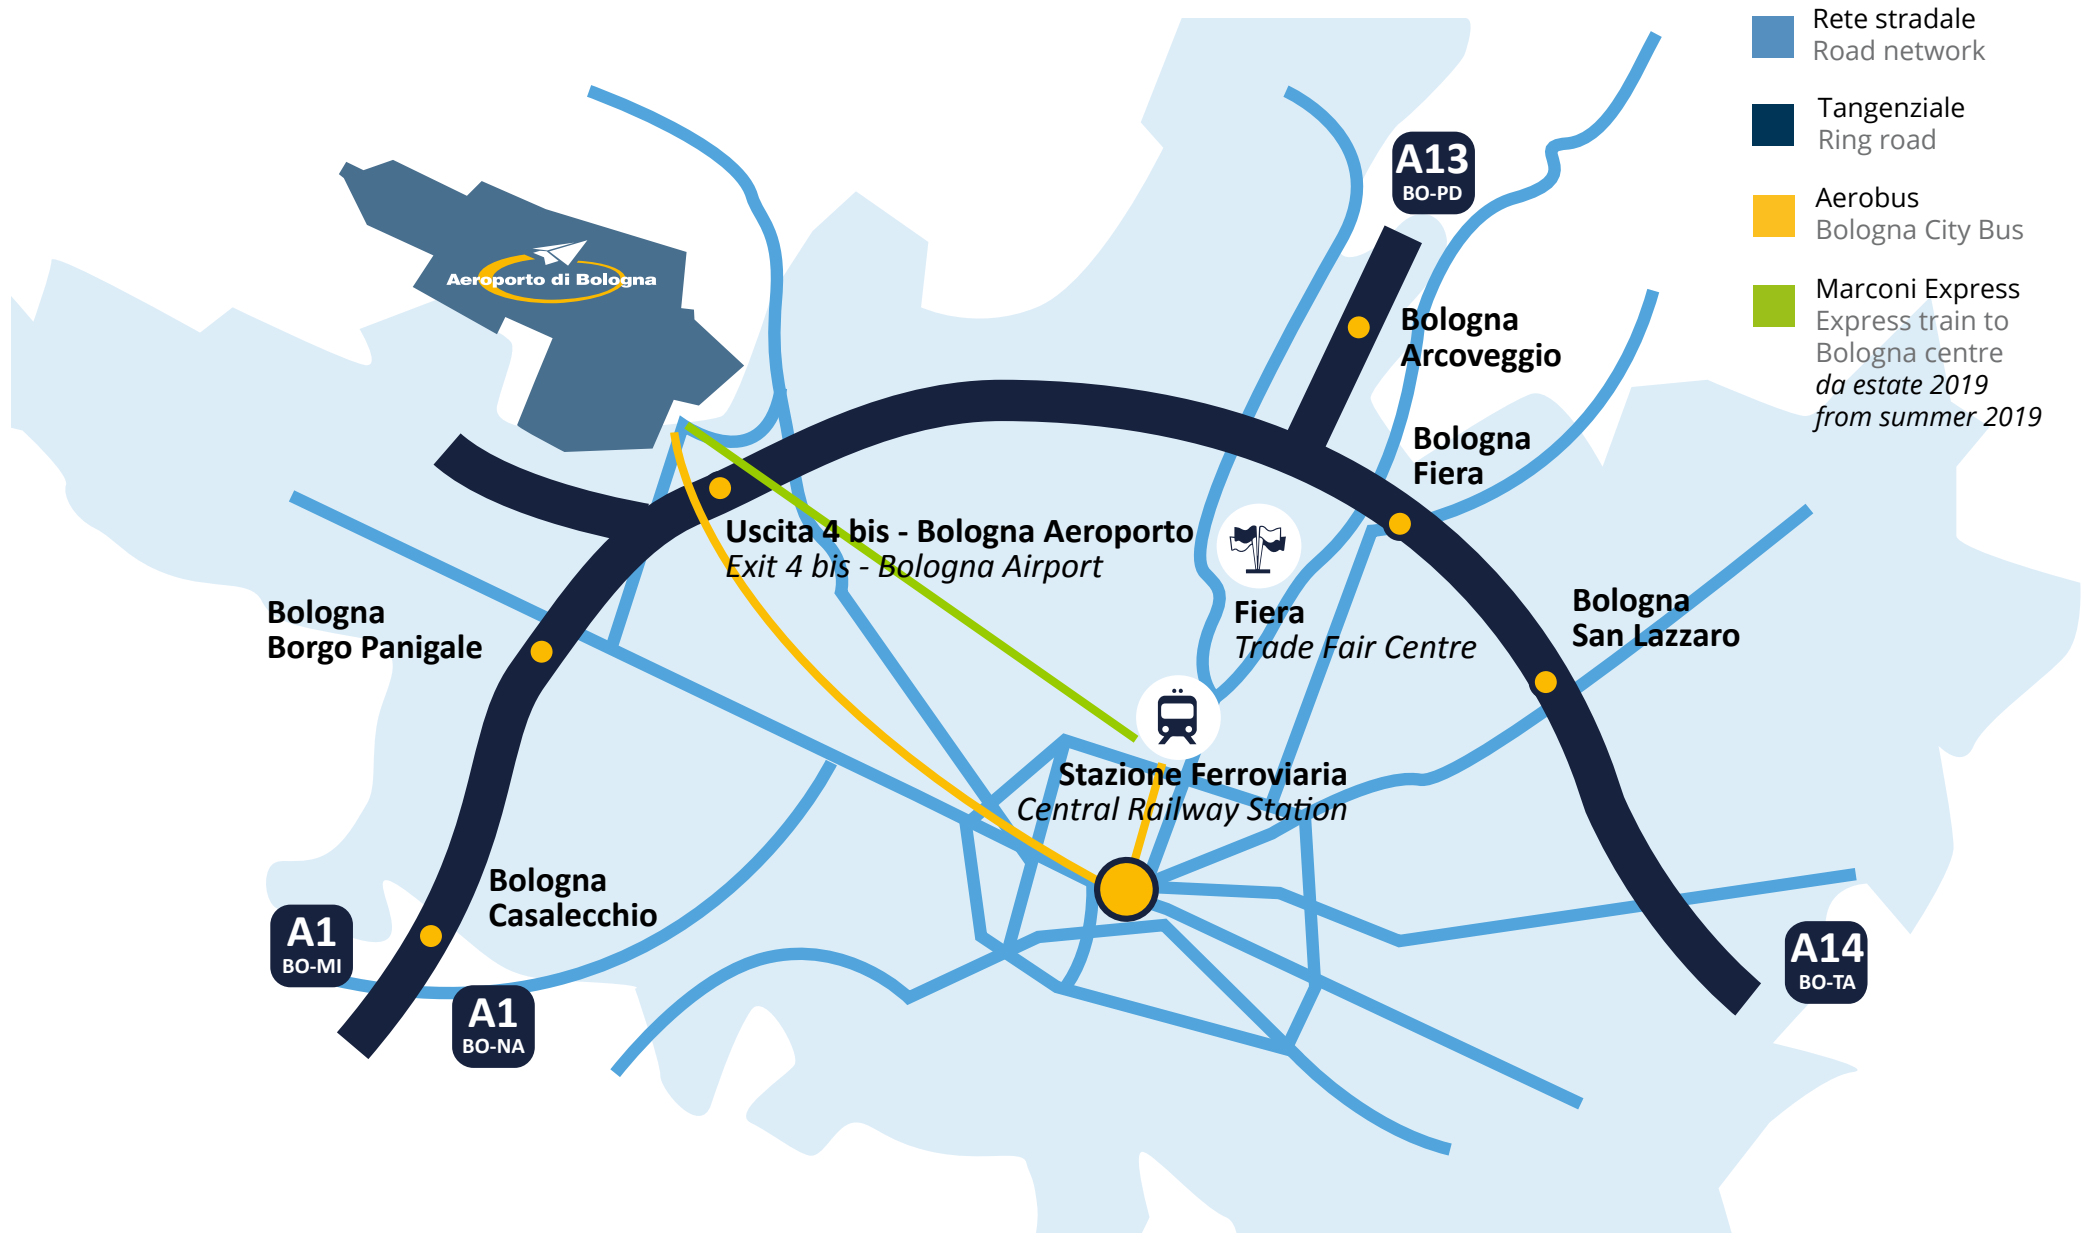 Rete stradale
Road network
Tangenziale
Ring road
Aerobus
Bologna City Bus
Marconi Express
Express train to
Bologna centre
da estate 2019
from summer 2019
A13
BO-PD
Aeroporto di Bologna
Bologna
Arcoveggio
Bologna
Fiera
Uscita 4 bis - Bologna Aeroporto
Exit 4 bis - Bologna Airport
Bologna
Borgo Panigale
Fiera
Trade Fair Centre
Bologna
San Lazzaro
Stazione Ferroviaria
Central Railway Station
Bologna
Casalecchio
A1
BO-MI
A1
BO-NA
A14
BO-TA